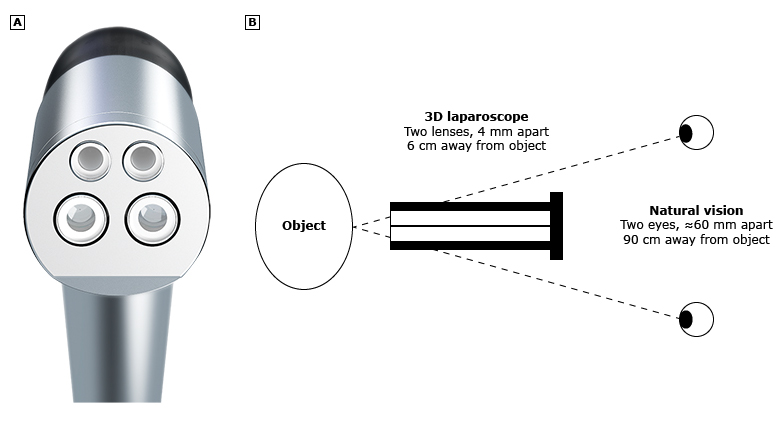 A
B
3D laparoscope
Two lenses, 4 mm apart
6 cm away from object
Object
Natural vision
Two eyes, ≈60 mm apart
90 cm away from object